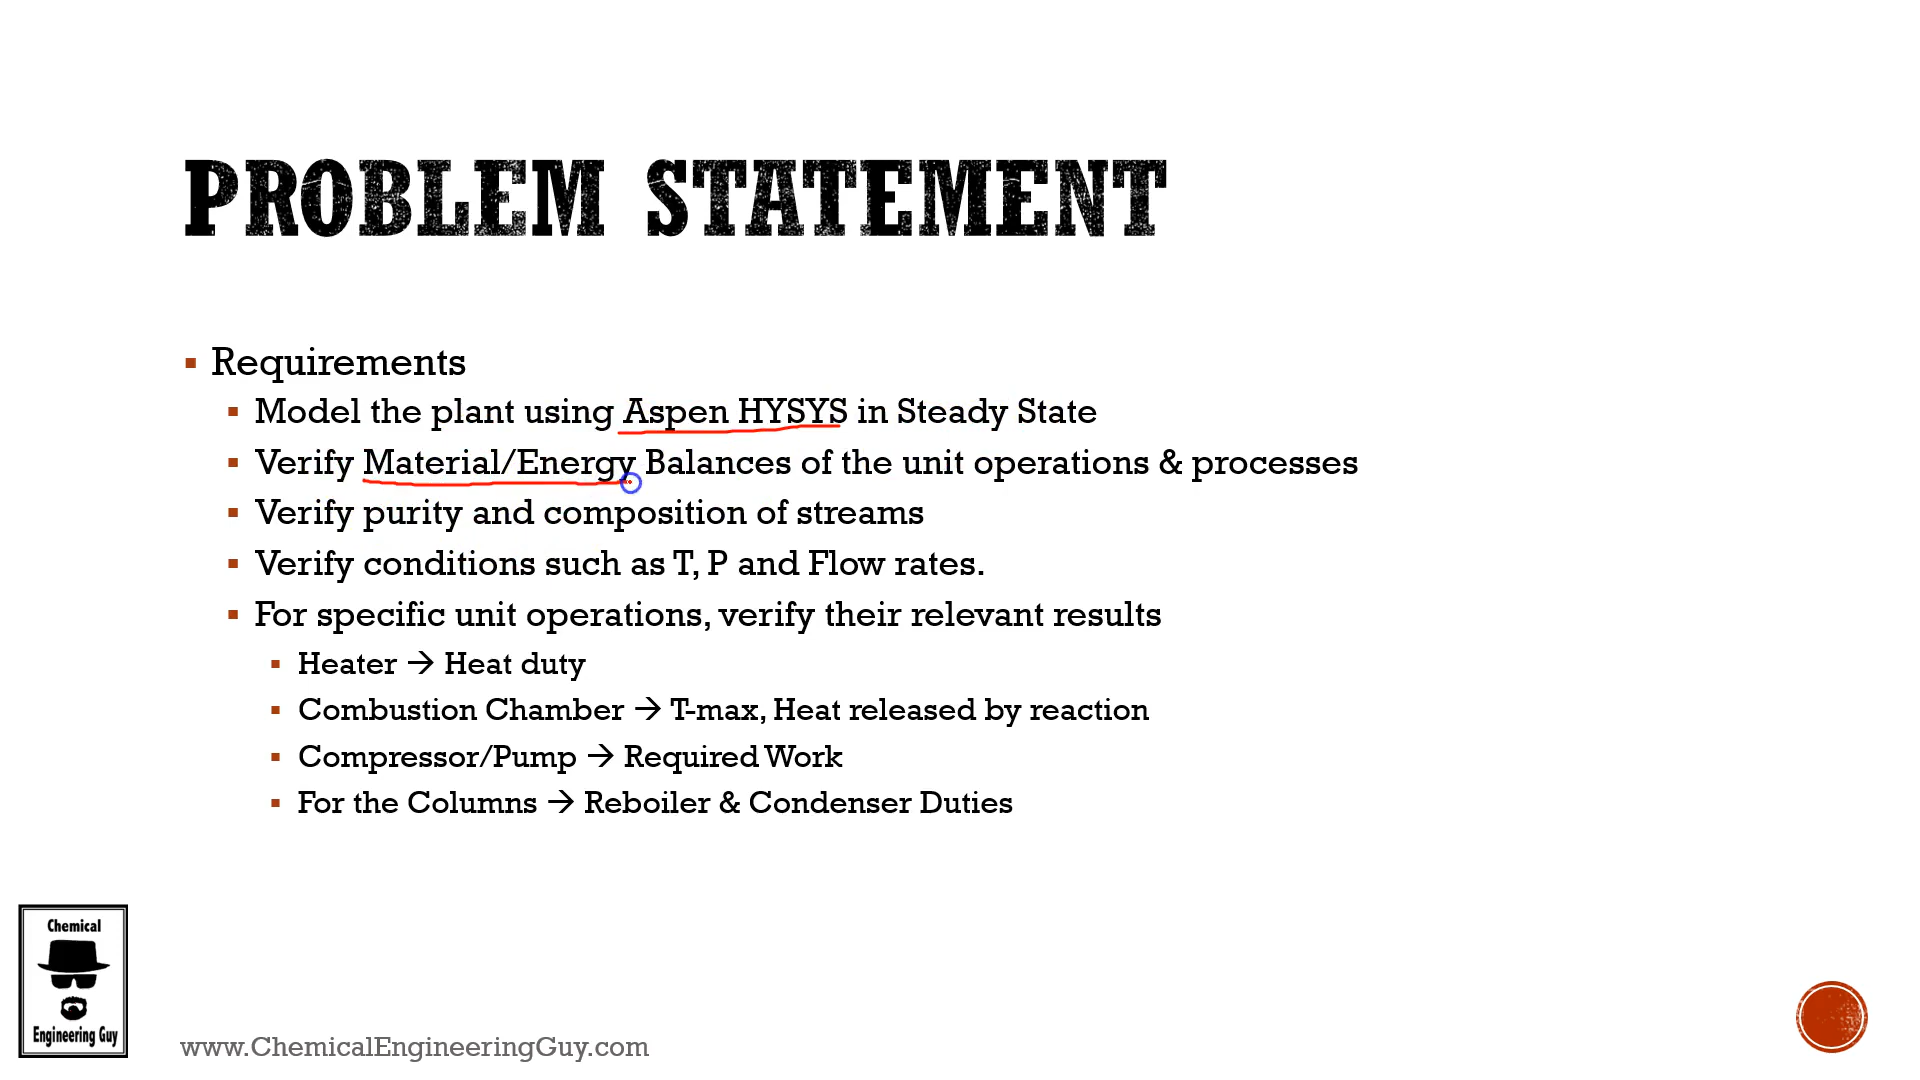 PROBLEM STATEMENT
Requirements
Model the plant using Aspen HYSYS in Steady State
Verify Material/Energy Balances of the unit operations & processes
Verify purity and composition of streams
Verify conditions such as T, P and Flow rates.
For specific unit operations, verify their relevant results
Heater → Heat duty
Combustion Chamber → T-max, Heat released by reaction
Compressor/Pump → Required Work
For the Columns → Reboiler & Condenser Duties
Chemical
Engineering Guy
www.ChemicalEngineeringGuy.com